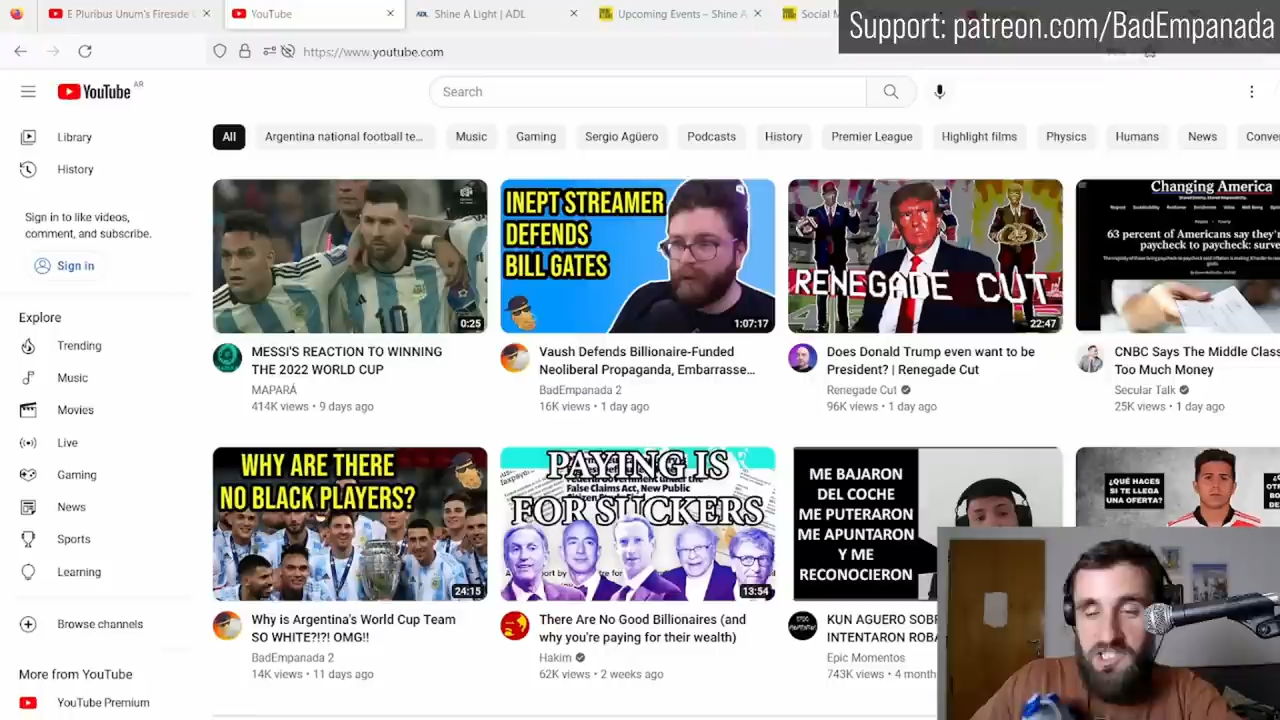 E Pluribus Unum's Fireside
YouTube
Shine A Light | ADL
Upcoming Events – Shine A
Social M
Support: patreon.com/BadEmpanada
https://www.youtube.com
YouTube AR
Search
Library
History
Sign in to like videos,
comment, and subscribe.
Sign in
Explore
Trending
Music
Movies
Live
Gaming
News
Sports
Learning
Browse channels
More from YouTube
YouTube Premium
All
Argentina national football te...
Music
Gaming
Sergio Agüero
Podcasts
History
Premier League
Highlight films
Physics
Humans
News
Conver
0:25
MESSI'S REACTION TO WINNING
THE 2022 WORLD CUP
MAPARÁ
414K views • 9 days ago
INEPT STREAMER
DEFENDS
BILL GATES
1:07:17
Vaush Defends Billionaire-Funded
Neoliberal Propaganda, Embarrasse...
BadEmpanada 2
16K views • 1 day ago
RENEGADE CUT
22:47
Does Donald Trump even want to be
President? | Renegade Cut
Renegade Cut
96K views • 1 day ago
Changing America
63 percent of Americans say they're
paycheck to paycheck: surve
CNBC Says The Middle Class
Too Much Money
Secular Talk
25K views • 1 day ago
WHY ARE THERE
NO BLACK PLAYERS?
24:15
Why is Argentina's World Cup Team
SO WHITE?!?! OMG!!
BadEmpanada 2
14K views • 11 days ago
PAYING IS
False Claims Act, New Public
FOR SUCKERS
13:54
There Are No Good Billionaires (and
why you're paying for their wealth)
Hakim
62K views • 2 weeks ago
ME BAJARON
DEL COCHE
ME PUTEARON
ME APUNTARON
Y ME
RECONOCIERON
KUN AGUERO SOBR
INTENTARON ROBA
Epic Momentos
743K views • 4 month
¿QUÉ HACES
SI TE LLEGA
UNA OFERTA?